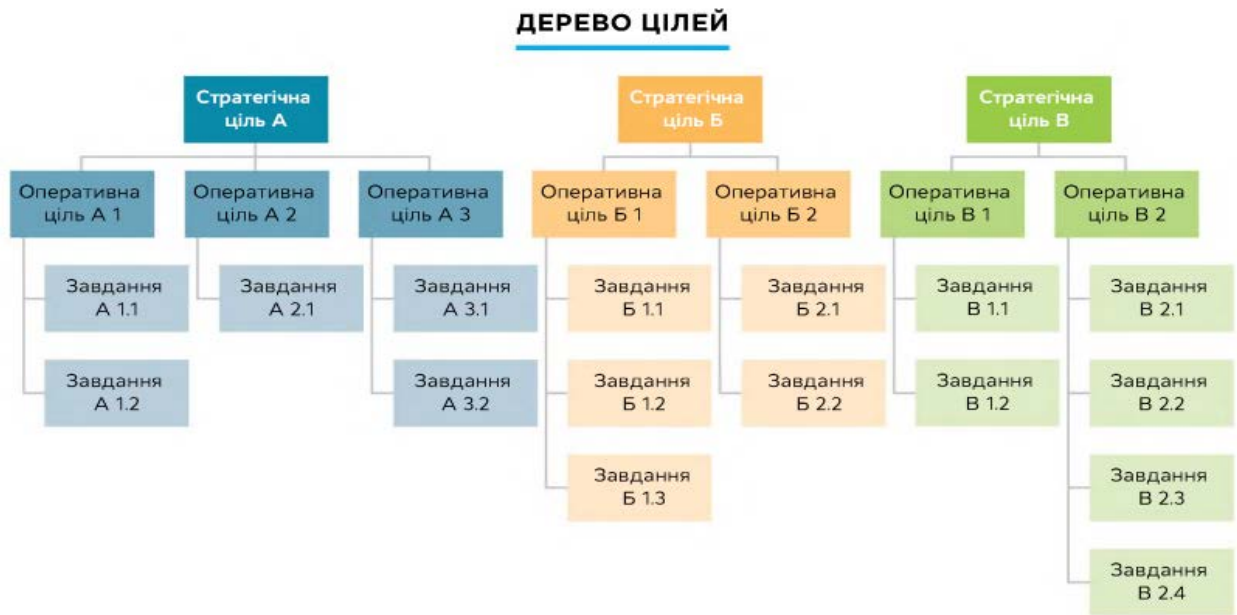 ДЕРЕВО ЦІЛЕЙ
Стратегічна
ціль А
Стратегічна
ціль Б
Стратегічна
ціль В
Оперативна
ціль А 1
Оперативна
ціль А 2
Оперативна
ціль А 3
Оперативна
ціль Б 1
Оперативна
ціль Б 2
Оперативна
ціль В 1
Оперативна
ціль В 2
Завдання
А 1.1
Завдання
А 2.1
Завдання
А 3.1
Завдання
Б 1.1
Завдання
Б 2.1
Завдання
В 1.1
Завдання
В 2.1
Завдання
А 1.2
Завдання
А 3.2
Завдання
Б 1.2
Завдання
Б 2.2
Завдання
В 1.2
Завдання
В 2.2
Завдання
Б 1.3
Завдання
В 2.3
Завдання
В 2.4